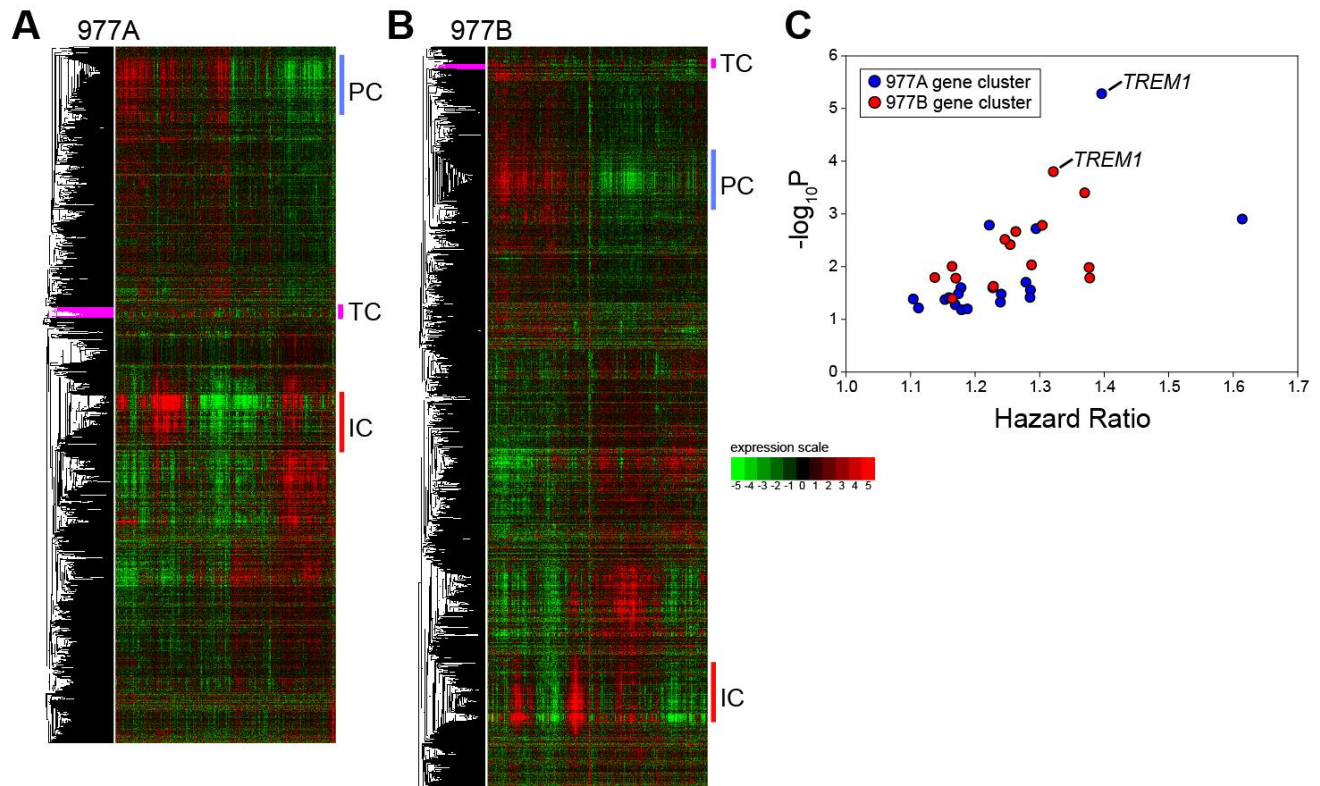 A
977A
PC
TC
IC
B
977B
TC
PC
IC
C
977A gene cluster
977B gene cluster
TREM1
TREM1
6
5
4
3
2
1
0
-log10P
1.0 1.1 1.2 1.3 1.4 1.5 1.6 1.7
Hazard Ratio
expression scale
-5 -4 -3 -2 -1 0 1 2 3 4 5